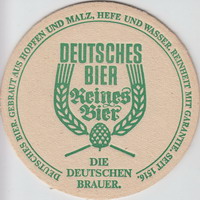 DEUTSCHES BIER. GEBRAUT AUS HOPFEN UND MALZ, HEFE UND WASSER. REINHEIT MIT GARANTIE. SEIT 1516.
DEUTSCHES
BIER
Reines
Bier
DIE
DEUTSCHEN
BRAUER.